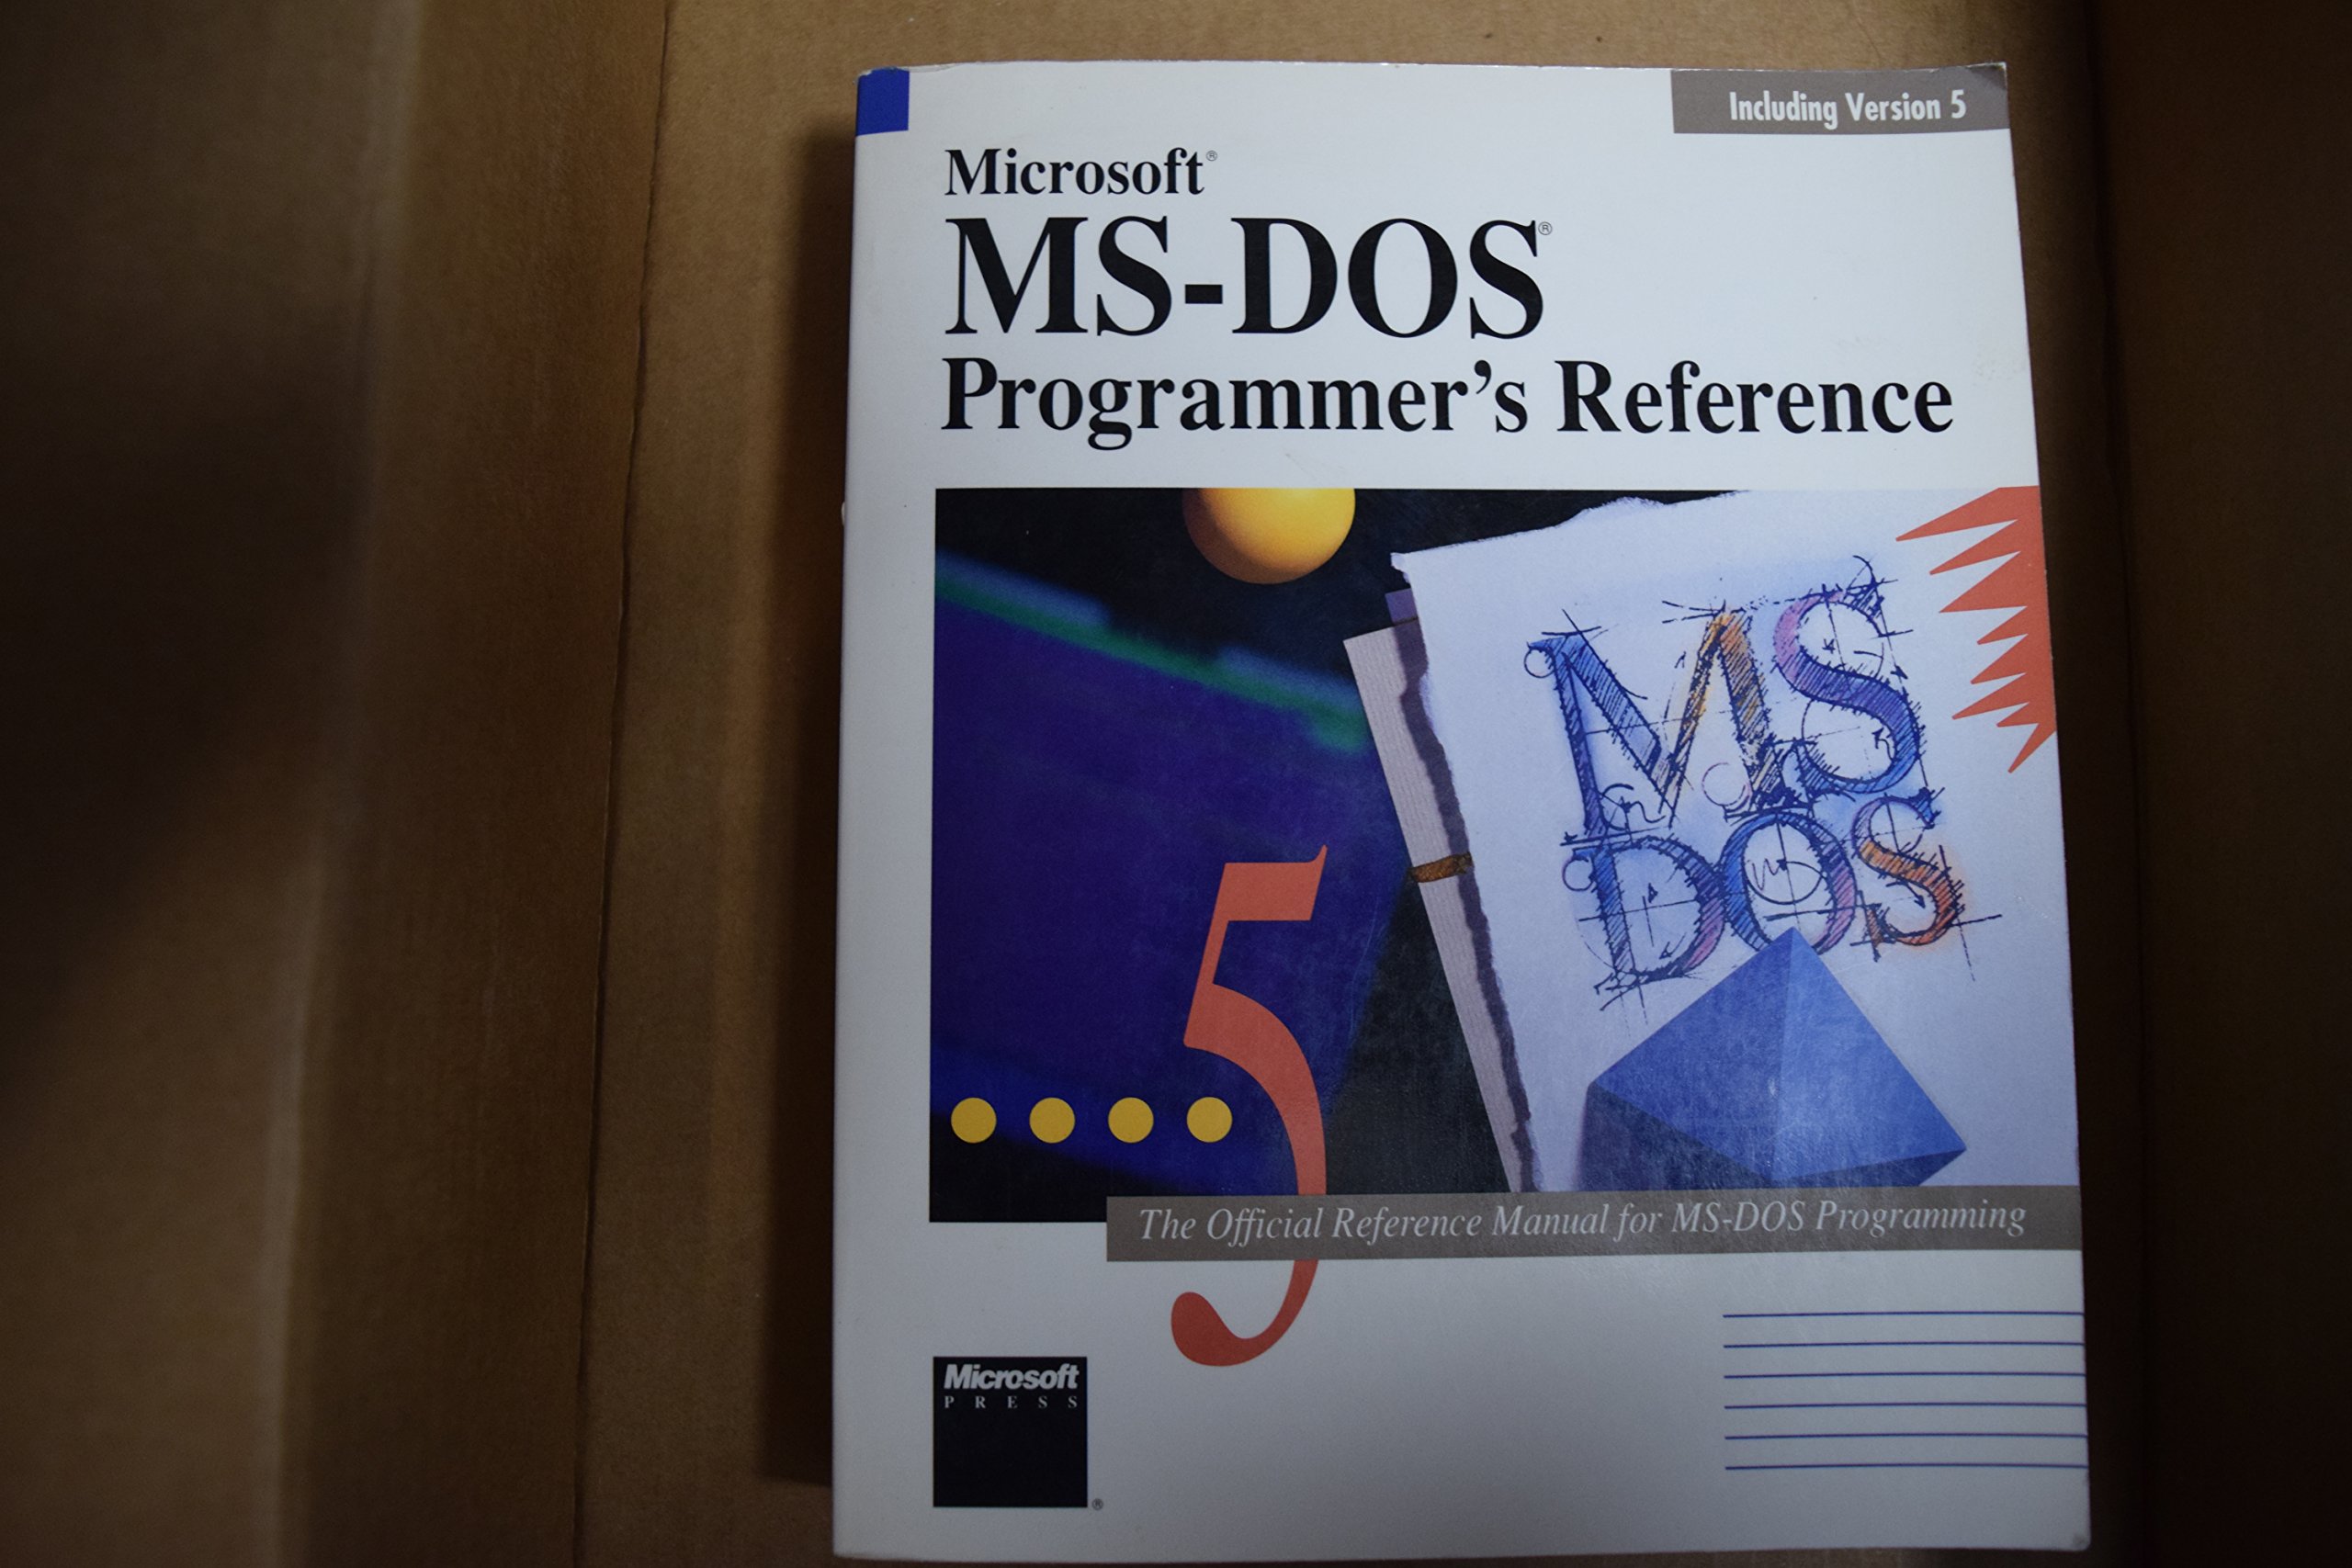 Including Version 5
Microsoft®
MS-DOS®
Programmer's Reference
MS
DOS
5
The Official Reference Manual for MS-DOS Programming
Microsoft
PRESS
®